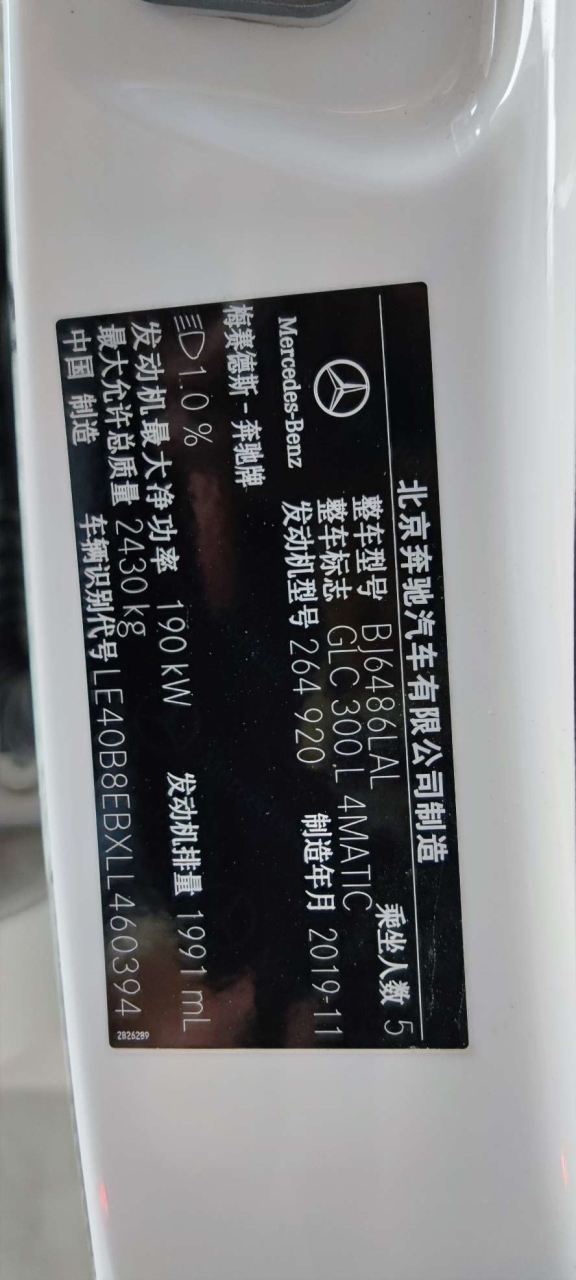 北京奔驰汽车有限公司制造
整车型号 BJ6486LAL 乘坐人数 5
整车标志 GLC 300 L 4MATIC
Mercedes-Benz 发动机型号 264 920 制造年月 2019-11
梅赛德斯-奔驰牌
1.0 %
发动机最大净功率 190 kW 发动机排量 1991 mL
最大允许总质量 2430 kg
中国 制造 车辆识别代号 LE40B8EBXLL460394
2826289